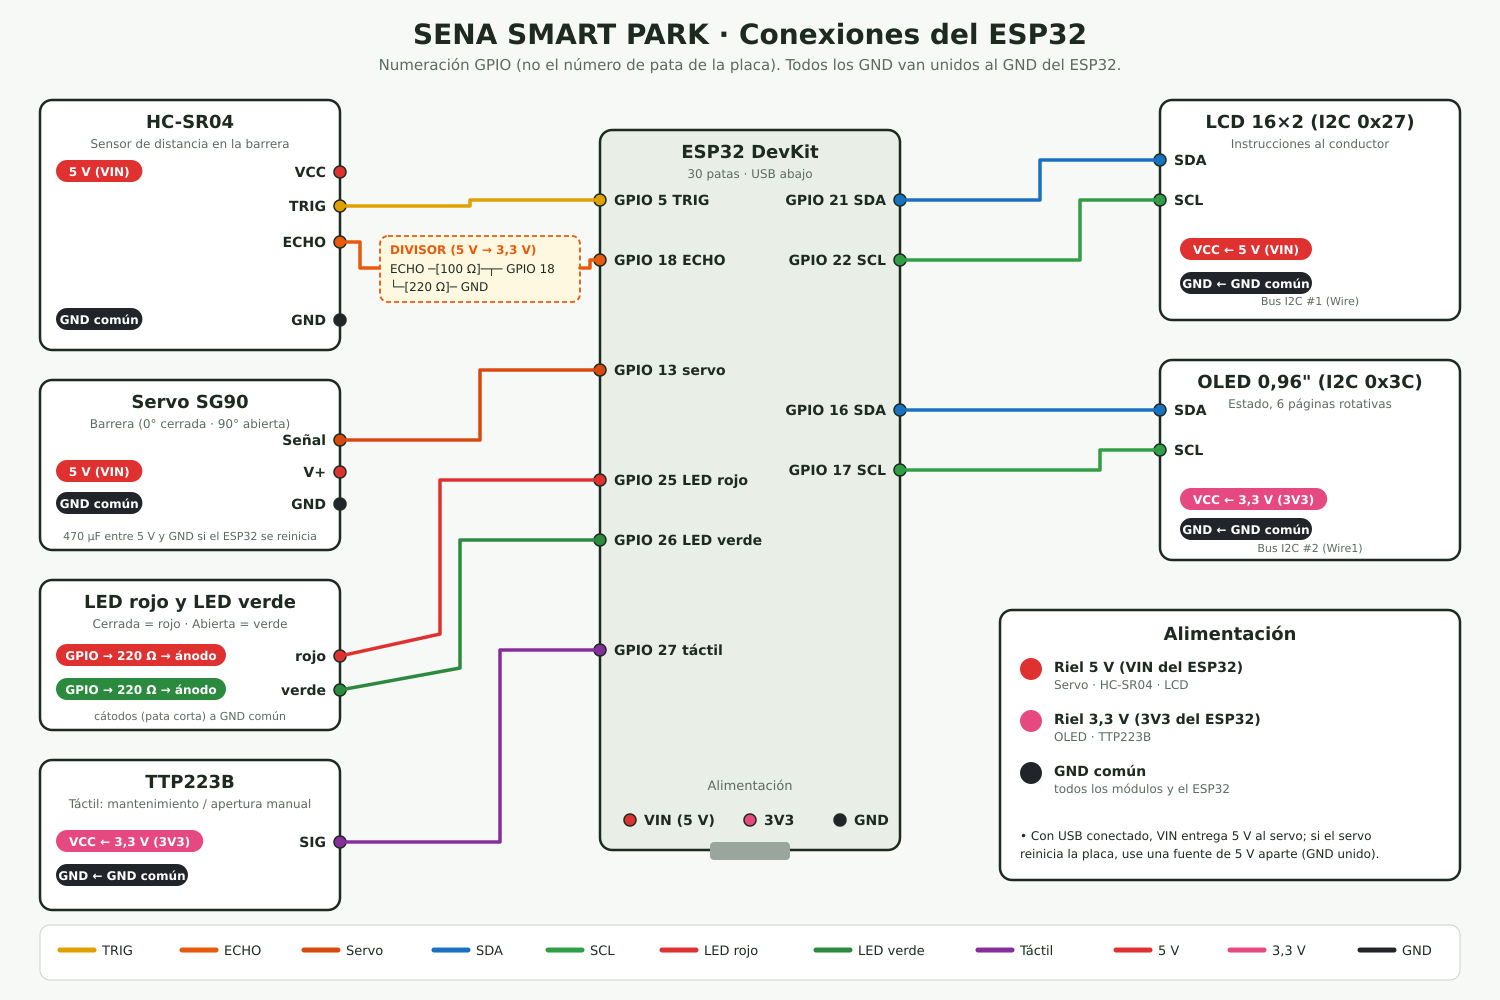 SENA SMART PARK · Conexiones del ESP32
Numeración GPIO (no el número de pata de la placa). Todos los GND van unidos al GND del ESP32.
HC-SR04
Sensor de distancia en la barrera
5 V (VIN)
VCC
TRIG
ECHO
GND común
GND
DIVISOR (5 V → 3,3 V)
ECHO ─[100 Ω]─┬─ GPIO 18
└─[220 Ω]─ GND
Servo SG90
Barrera (0° cerrada · 90° abierta)
Señal
5 V (VIN)
V+
GND común
GND
470 µF entre 5 V y GND si el ESP32 se reinicia
LED rojo y LED verde
Cerrada = rojo · Abierta = verde
GPIO → 220 Ω → ánodo
rojo
GPIO → 220 Ω → ánodo
verde
cátodos (pata corta) a GND común
TTP223B
Táctil: mantenimiento / apertura manual
VCC ← 3,3 V (3V3)
SIG
GND ← GND común
ESP32 DevKit
30 patas · USB abajo
GPIO 5 TRIG
GPIO 21 SDA
GPIO 18 ECHO
GPIO 22 SCL
GPIO 13 servo
GPIO 16 SDA
GPIO 17 SCL
GPIO 25 LED rojo
GPIO 26 LED verde
GPIO 27 táctil
Alimentación
VIN (5 V)
3V3
GND
LCD 16×2 (I2C 0x27)
Instrucciones al conductor
SDA
SCL
VCC ← 5 V (VIN)
GND ← GND común
Bus I2C #1 (Wire)
OLED 0,96" (I2C 0x3C)
Estado, 6 páginas rotativas
SDA
SCL
VCC ← 3,3 V (3V3)
GND ← GND común
Bus I2C #2 (Wire1)
Alimentación
Riel 5 V (VIN del ESP32)
Servo · HC-SR04 · LCD
Riel 3,3 V (3V3 del ESP32)
OLED · TTP223B
GND común
todos los módulos y el ESP32
• Con USB conectado, VIN entrega 5 V al servo; si el servo
reinicia la placa, use una fuente de 5 V aparte (GND unido).
TRIG
ECHO
Servo
SDA
SCL
LED rojo
LED verde
Táctil
5 V
3,3 V
GND